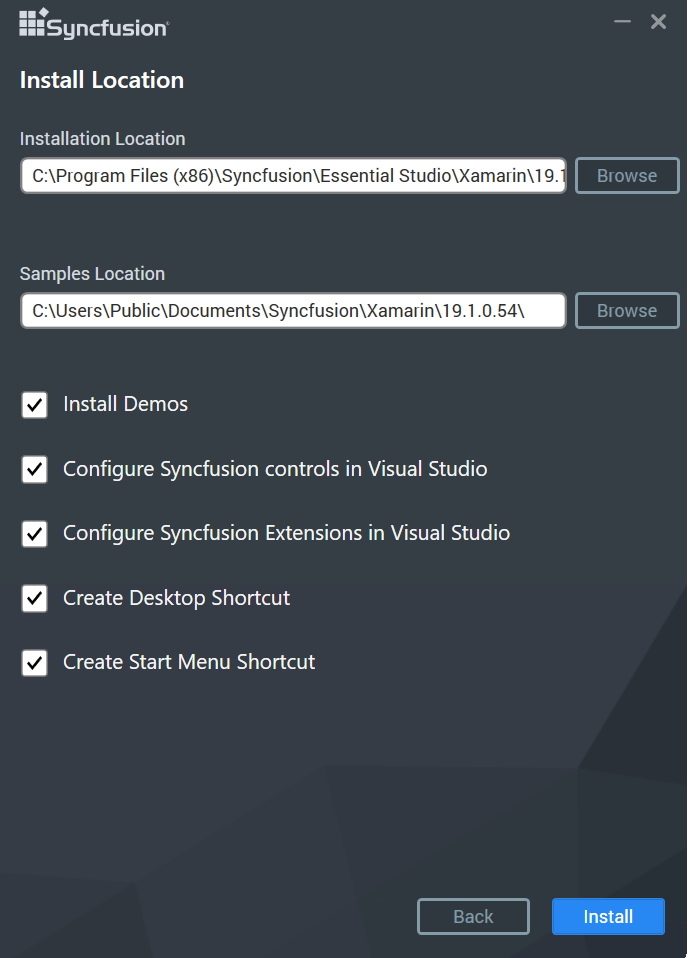 Syncfusion®
Install Location
Installation Location
C:\Program Files (x86)\Syncfusion\Essential Studio\Xamarin\19.1
Browse
Samples Location
C:\Users\Public\Documents\Syncfusion\Xamarin\19.1.0.54\
Browse
Install Demos
Configure Syncfusion controls in Visual Studio
Configure Syncfusion Extensions in Visual Studio
Create Desktop Shortcut
Create Start Menu Shortcut
Back
Install